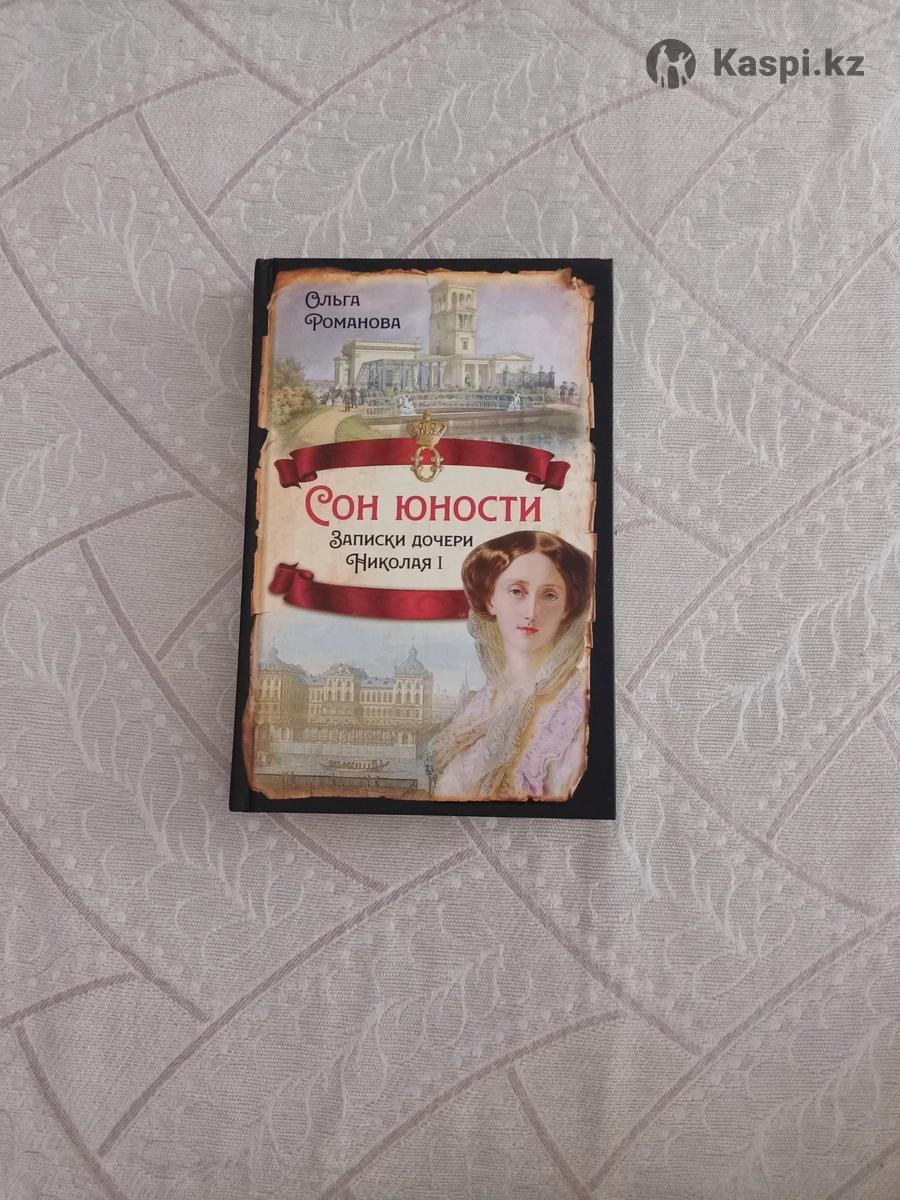 Kaspi.kz
Ольга
Романова
Сон юности
Записки дочери
Николая I